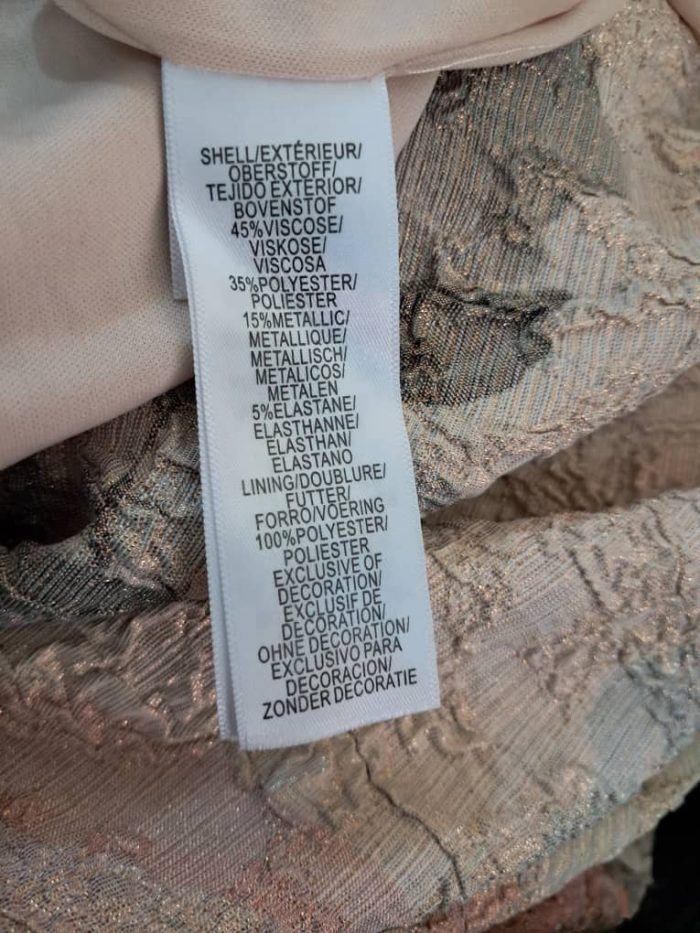 SHELL/EXTÉRIEUR/
OBERSTOFF/
TEJIDO EXTERIOR/
BOVENSTOF
45%VISCOSE/
VISKOSE/
VISCOSA
35%POLYESTER/
POLIESTER
15%METALLIC/
METALLIQUE/
METALLISCH/
METALICOS/
METALEN
5%ELASTANE/
ELASTHANNE/
ELASTHAN/
ELASTANO
LINING/DOUBLURE/
FUTTER/
FORRO/VOERING
100%POLYESTER/
POLIESTER
EXCLUSIVE OF
DECORATION/
EXCLUSIF DE
DECORATION/
OHNE DECORATION/
EXCLUSIVO PARA
DECORACION/
ZONDER DECORATIE